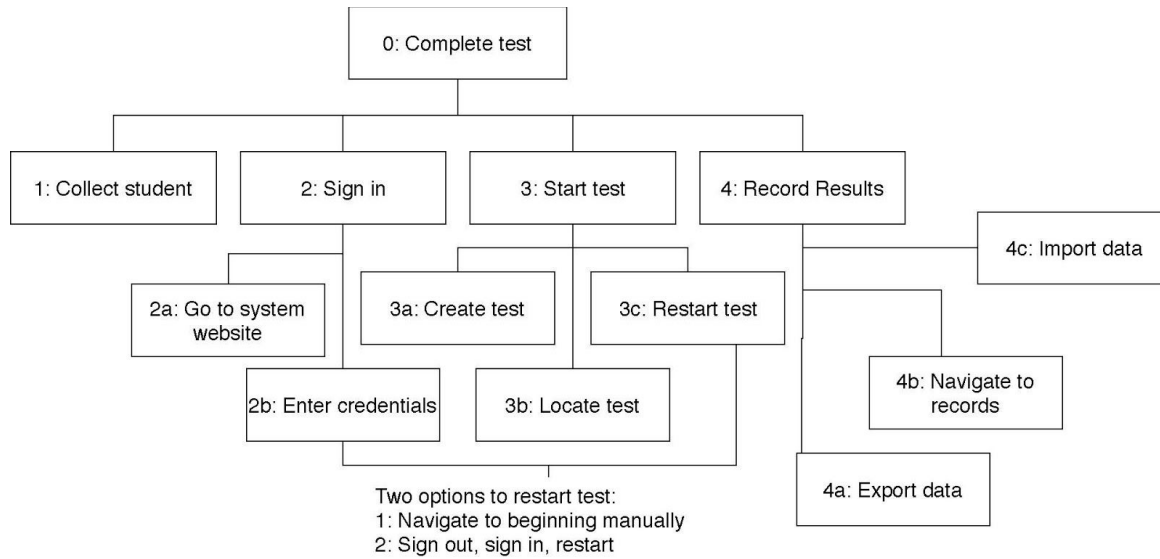 0: Complete test
1: Collect student
2: Sign in
3: Start test
4: Record Results
4c: Import data
2a: Go to system
website
3a: Create test
3c: Restart test
4b: Navigate to
records
2b: Enter credentials
3b: Locate test
4a: Export data
Two options to restart test:
1: Navigate to beginning manually
2: Sign out, sign in, restart